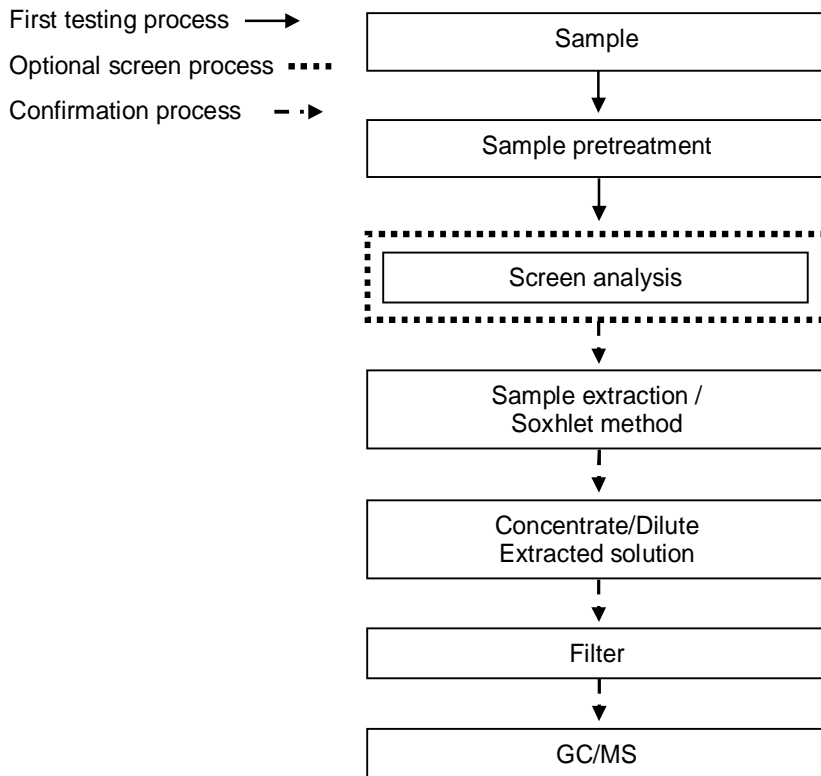 First testing process
Optional screen process
Confirmation process
Sample
Sample pretreatment
Screen analysis
Sample extraction /
Soxhlet method
Concentrate/Dilute
Extracted solution
Filter
GC/MS